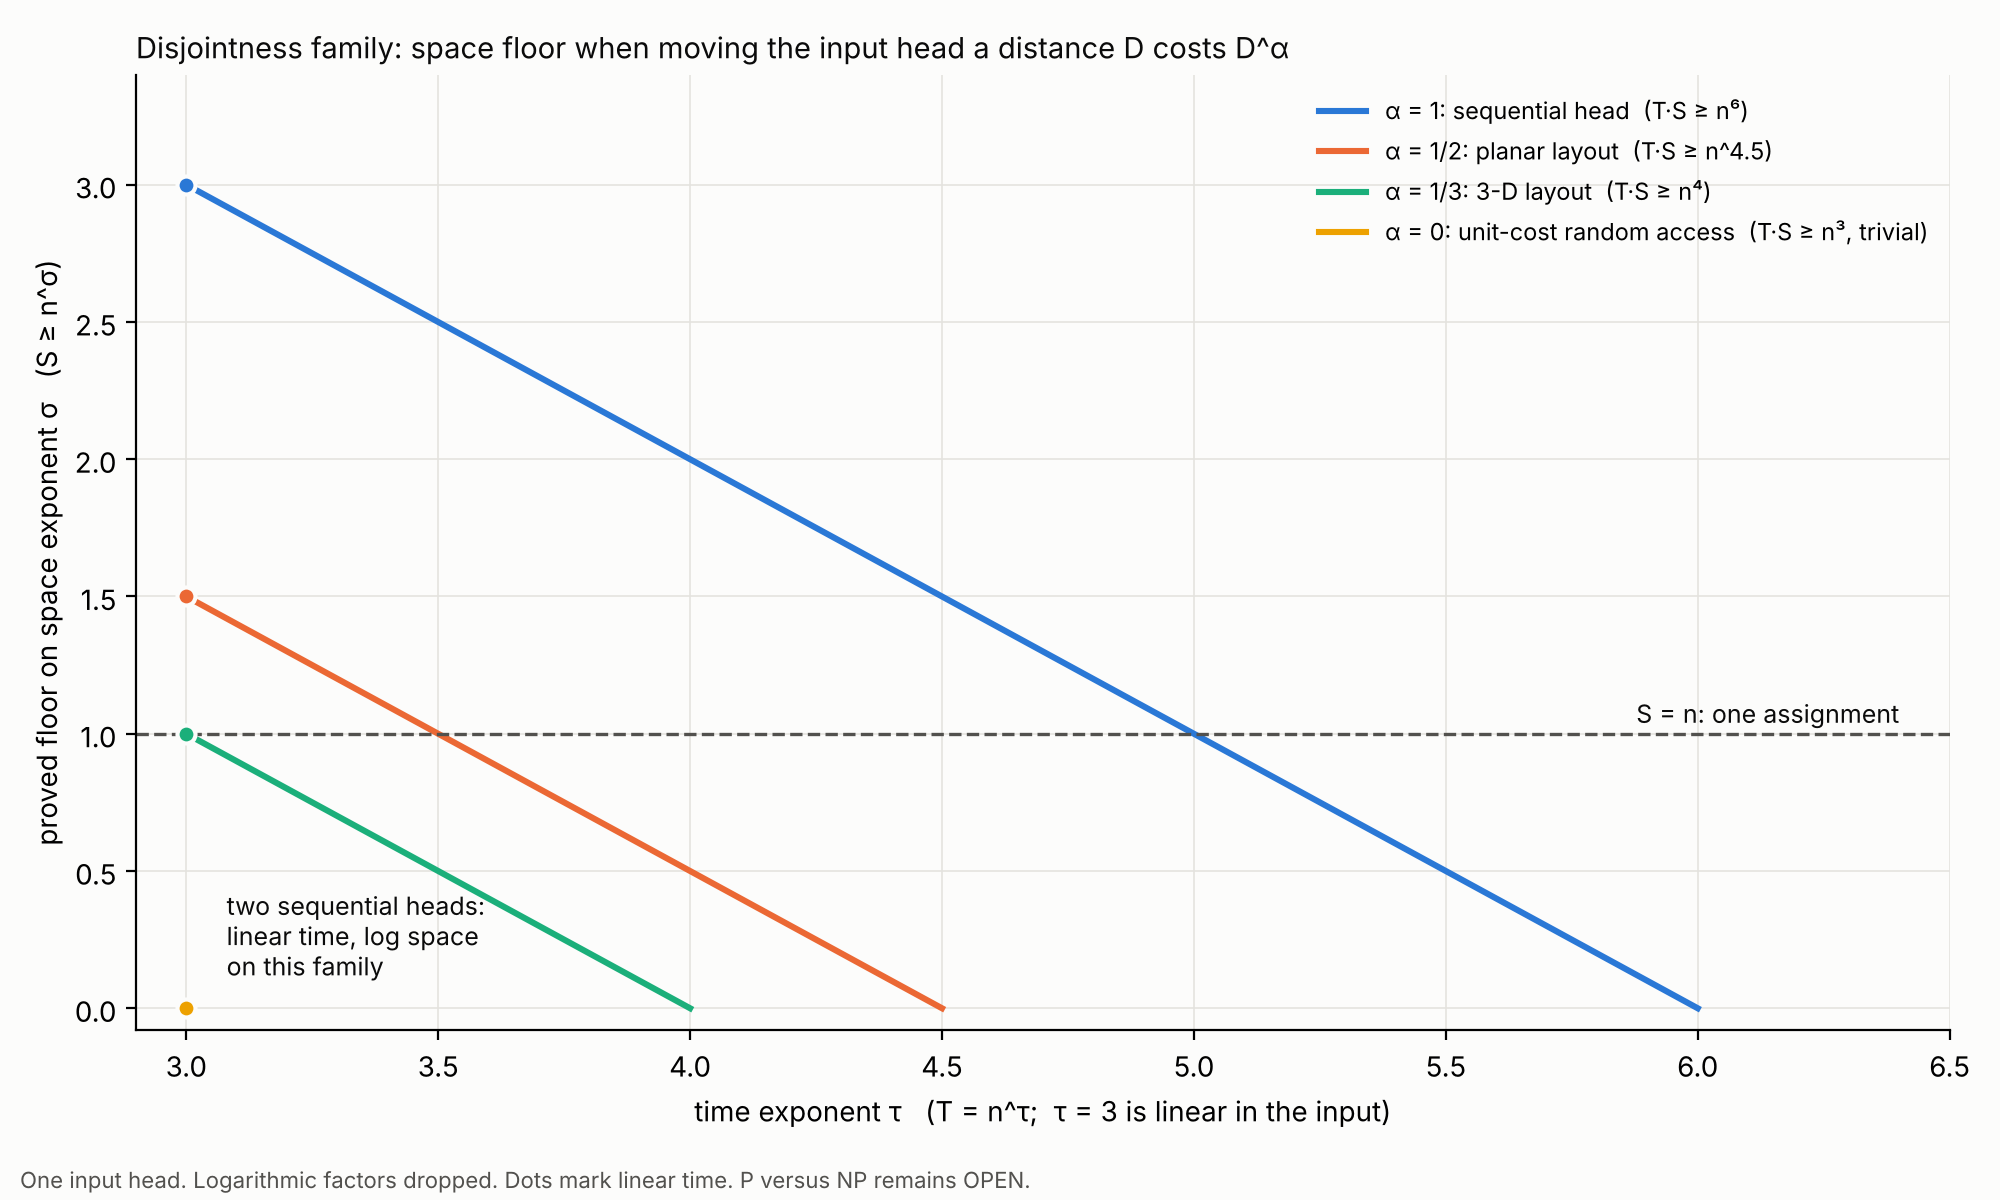 Disjointness family: space floor when moving the input head a distance D costs D^α
α = 1: sequential head (T·S ≥ n⁶)
α = 1/2: planar layout (T·S ≥ n^4.5)
α = 1/3: 3-D layout (T·S ≥ n⁴)
α = 0: unit-cost random access (T·S ≥ n³, trivial)
proved floor on space exponent σ (S ≥ n^σ)
3.0
2.5
2.0
1.5
1.0
0.5
0.0
S = n: one assignment
two sequential heads:
linear time, log space
on this family
3.0 3.5 4.0 4.5 5.0 5.5 6.0 6.5
time exponent τ (T = n^τ; τ = 3 is linear in the input)
One input head. Logarithmic factors dropped. Dots mark linear time. P versus NP remains OPEN.